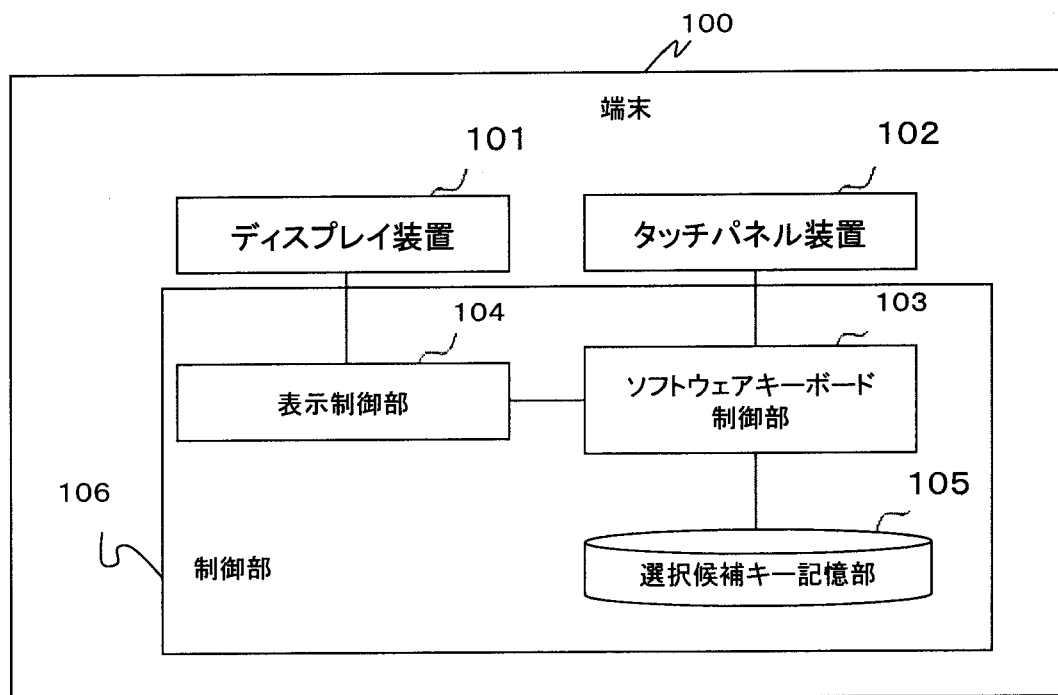 100
端末
101
102
ディスプレイ装置
タッチパネル装置
104
103
表示制御部
ソフトウェアキーボード
制御部
106
105
制御部
選択候補キー記憶部